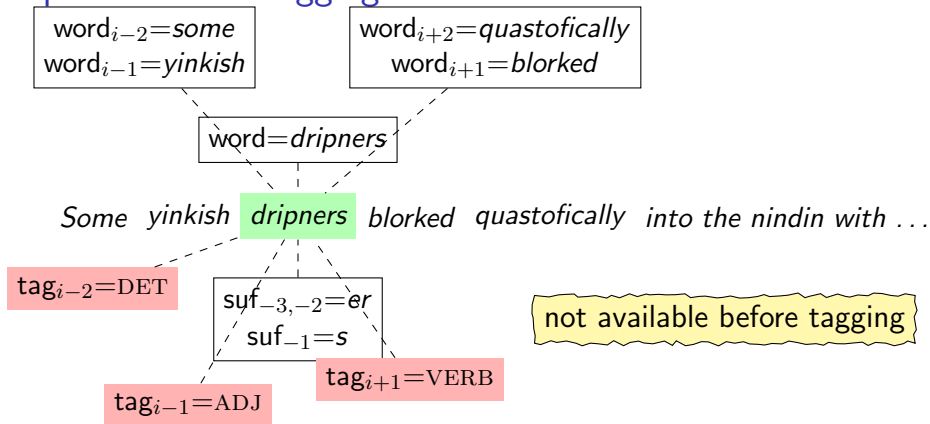 word_{i−2}=some
word_{i−1}=yinkish
word_{i+2}=quastofically
word_{i+1}=blorked
word=dripners
Some yinkish dripners blorked quastofically into the nindin with ...
tag_{i−2}=DET
suf_{−3,−2}=er
suf_{−1}=s
not available before tagging
tag_{i+1}=VERB
tag_{i−1}=ADJ